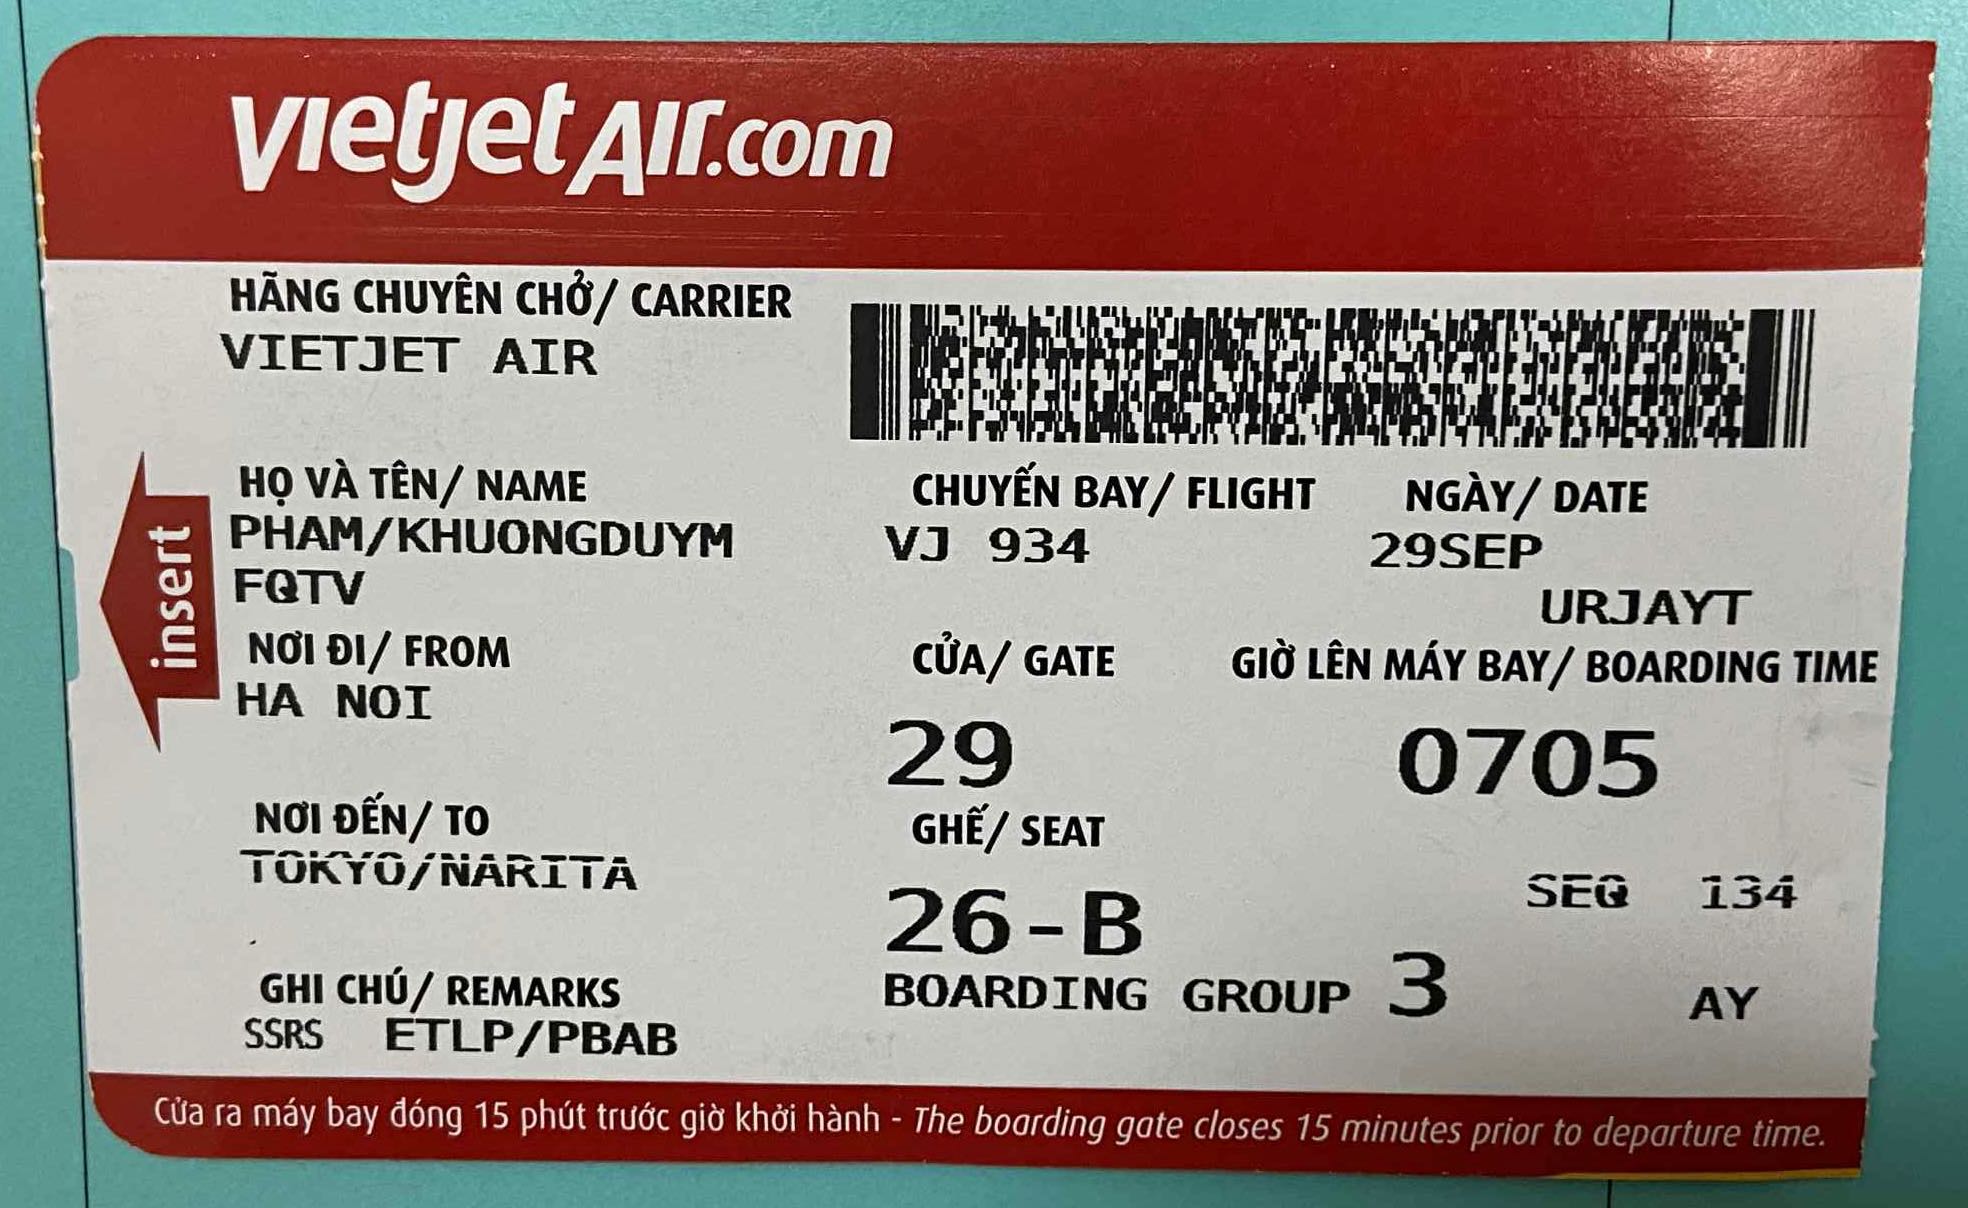 vietjetAir.com
HÃNG CHUYÊN CHỞ/ CARRIER
VIETJET AIR
HỌ VÀ TÊN/ NAME
PHAM/KHUONGDUYM
FQTV
CHUYẾN BAY/ FLIGHT
VJ 934
NGÀY/ DATE
29SEP
URJAYT
insert
NƠI ĐI/ FROM
HA NOI
CỬA/ GATE
29
GIỜ LÊN MÁY BAY/ BOARDING TIME
0705
NƠI ĐẾN/ TO
TOKYO/NARITA
GHẾ/ SEAT
26-B
SEQ 134
BOARDING GROUP 3
AY
GHI CHÚ/ REMARKS
SSRS ETLP/PBAB
Cửa ra máy bay đóng 15 phút trước giờ khởi hành - The boarding gate closes 15 minutes prior to departure time.